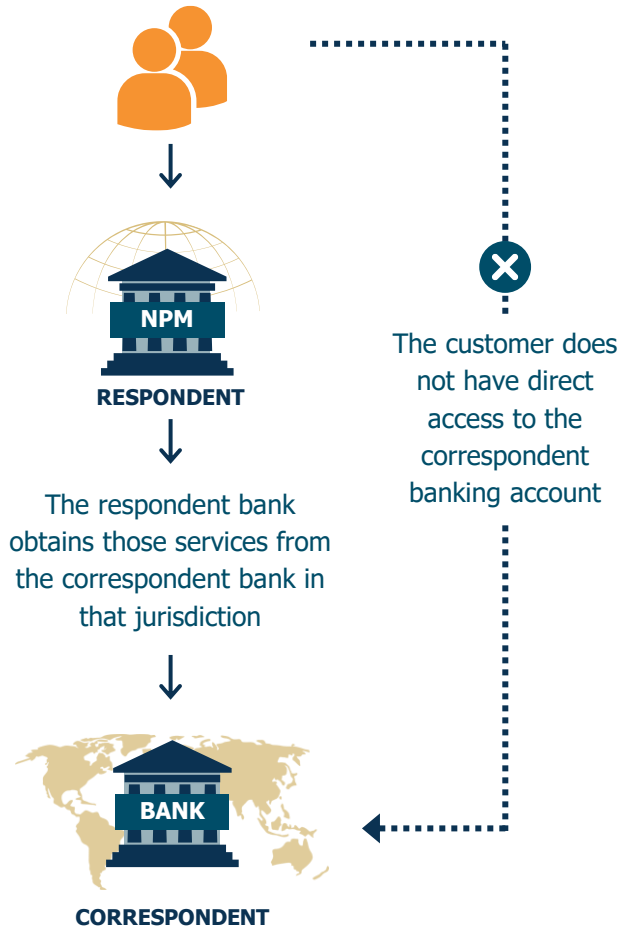 NPM
RESPONDENT
The customer does
not have direct
access to the
correspondent
banking account
The respondent bank
obtains those services from
the correspondent bank in
that jurisdiction
BANK
CORRESPONDENT